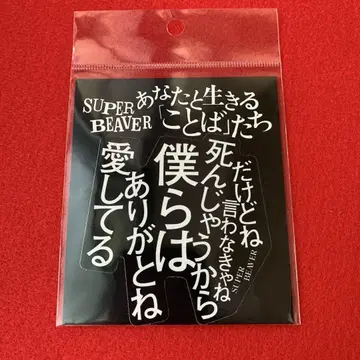 SUPER
BEAVER
あなたと生きる
「ことば」たち
だけどね
言わなきゃね
SUPER BEAVER
死んじゃうから
僕らは
ありがとね
愛してる